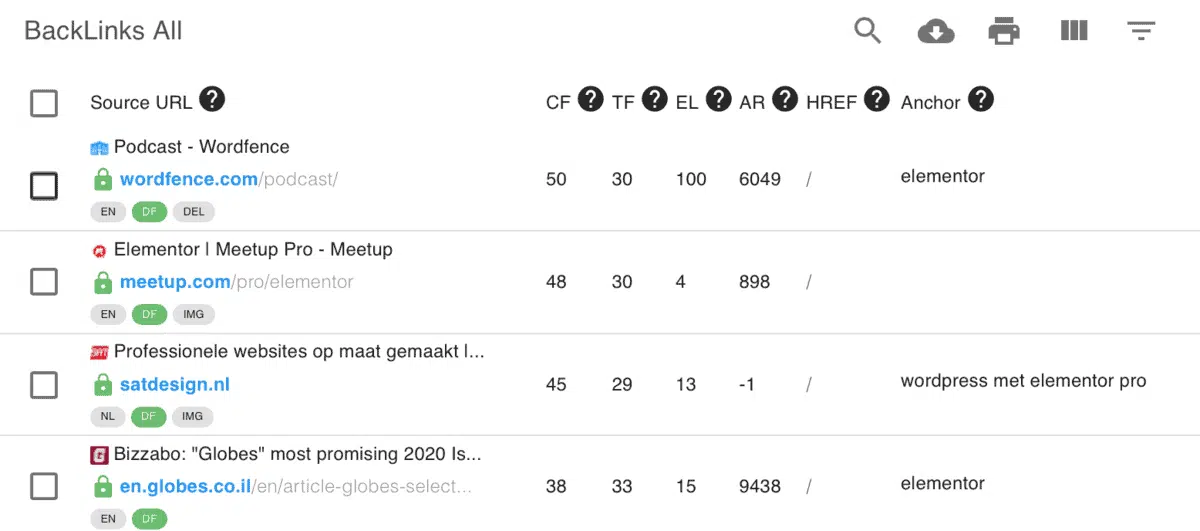 BackLinks All
Source URL ? CF ? TF ? EL ? AR ? HREF ? Anchor ?
Podcast - Wordfence
wordfence.com/podcast/ 50 30 100 6049 / elementor
EN DF DEL
Elementor | Meetup Pro - Meetup
meetup.com/pro/elementor 48 30 4 898 /
EN DF IMG
Professionele websites op maat gemaakt l...
satdesign.nl 45 29 13 -1 / wordpress met elementor pro
NL DF IMG
Bizzabo: "Globes" most promising 2020 Is...
en.globes.co.il/en/article-globes-select... 38 33 15 9438 / elementor
EN DF